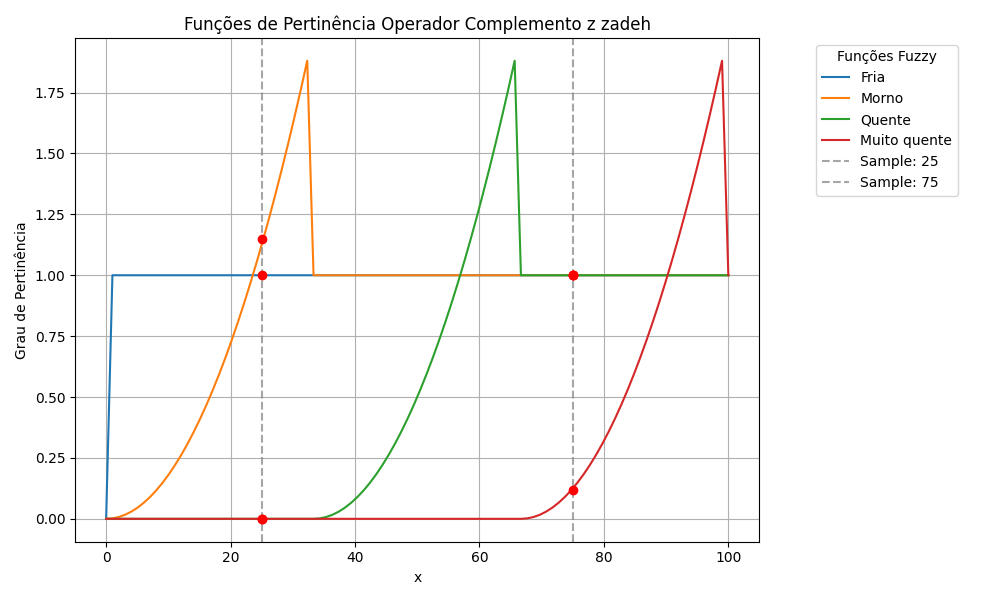 Funções de Pertinência Operador Complemento z zadeh
Grau de Pertinência
1.75
1.50
1.25
1.00
0.75
0.50
0.25
0.00
0 20 40 60 80 100
x
Funções Fuzzy
Fria
Morno
Quente
Muito quente
Sample: 25
Sample: 75